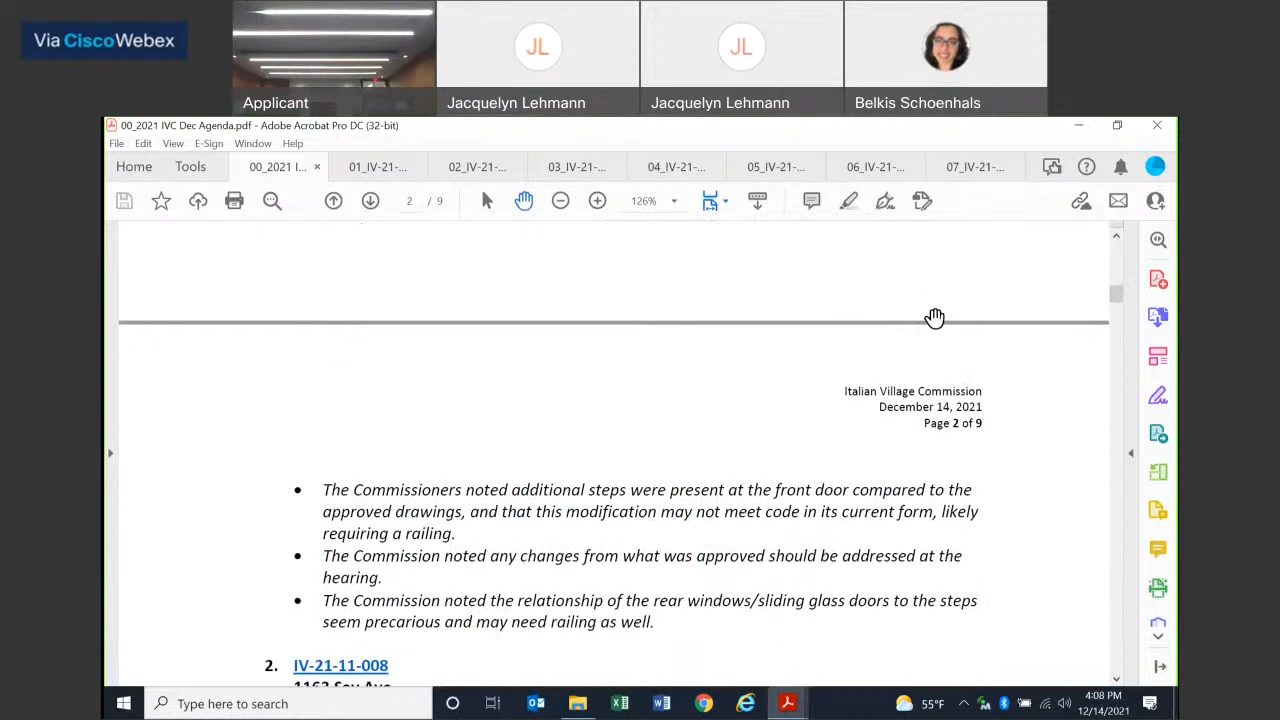 Via Cisco Webex
JL
JL
Applicant
Jacquelyn Lehmann
Jacquelyn Lehmann
Belkis Schoenhals
00_2021 IVC Dec Agenda.pdf - Adobe Acrobat Pro DC (32-bit)
File Edit View E-Sign Window Help
Home Tools 00_2021 I... × 01_IV-21-... 02_IV-21-... 03_IV-21-... 04_IV-21-... 05_IV-21-... 06_IV-21-... 07_IV-21-...
2 / 9 126%
Italian Village Commission
December 14, 2021
Page 2 of 9
• The Commissioners noted additional steps were present at the front door compared to the
approved drawings, and that this modification may not meet code in its current form, likely
requiring a railing.
• The Commission noted any changes from what was approved should be addressed at the
hearing.
• The Commission noted the relationship of the rear windows/sliding glass doors to the steps
seem precarious and may need railing as well.
2. IV-21-11-008
Type here to search
55°F
4:08 PM
12/14/2021